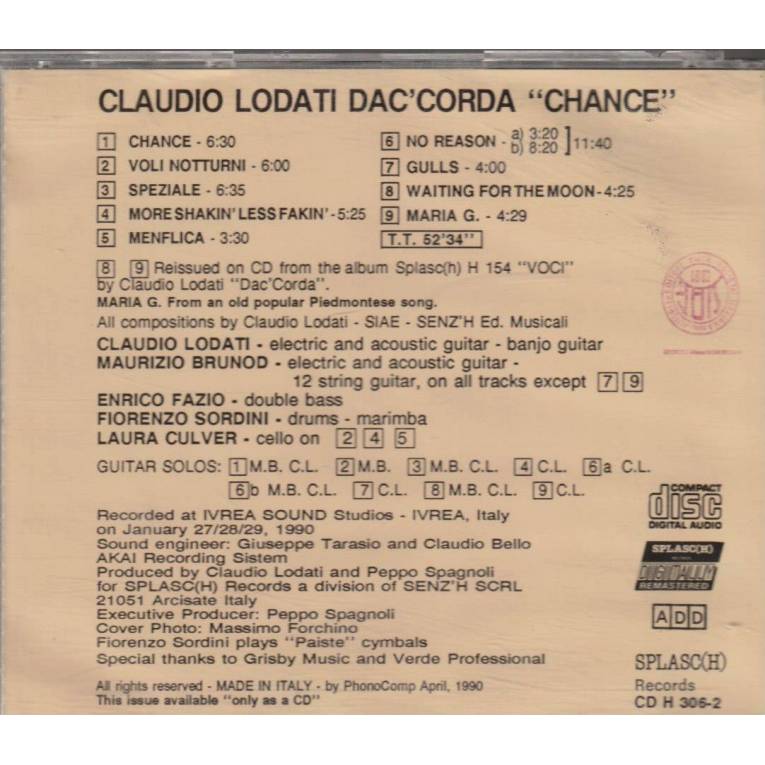 CLAUDIO LODATI DAC'CORDA "CHANCE"
1 CHANCE - 6:30
2 VOLI NOTTURNI - 6:00
3 SPEZIALE - 6:35
4 MORE SHAKIN' LESS FAKIN' - 5:25
5 MENFLICA - 3:30
6 NO REASON - a) 3:20
b) 8:20 ] 11:40
7 GULLS - 4:00
8 WAITING FOR THE MOON - 4:25
9 MARIA G. - 4:29
T.T. 52'34"
8 9 Reissued on CD from the album Splasc(h) H 154 "VOCI"
by Claudio Lodati "Dac'Corda".
MARIA G. From an old popular Piedmontese song.
All compositions by Claudio Lodati - SIAE - SENZ'H Ed. Musicali
CLAUDIO LODATI - electric and acoustic guitar - banjo guitar
MAURIZIO BRUNOD - electric and acoustic guitar -
12 string guitar, on all tracks except 7 9
ENRICO FAZIO - double bass
FIORENZO SORDINI - drums - marimba
LAURA CULVER - cello on 2 4 5
GUITAR SOLOS: 1 M.B. C.L. 2 M.B. 3 M.B. C.L. 4 C.L. 6 a C.L.
6 b M.B. C.L. 7 C.L. 8 M.B. C.L. 9 C.L.
Recorded at IVREA SOUND Studios - IVREA, Italy
on January 27/28/29, 1990
Sound engineer: Giuseppe Tarasio and Claudio Bello
AKAI Recording Sistem
Produced by Claudio Lodati and Peppo Spagnoli
for SPLASC(H) Records a division of SENZ'H SCRL
21051 Arcisate Italy
Executive Producer: Peppo Spagnoli
Cover Photo: Massimo Forchino
Fiorenzo Sordini plays "Paiste" cymbals
Special thanks to Grisby Music and Verde Professional
All rights reserved - MADE IN ITALY - by PhonoComp April, 1990
This issue available "only as a CD"
COMPACT
disc
DIGITAL AUDIO
SPLASC(H)
DIGITALLY
REMASTERED
ADD
SPLASC(H)
Records
CD H 306-2